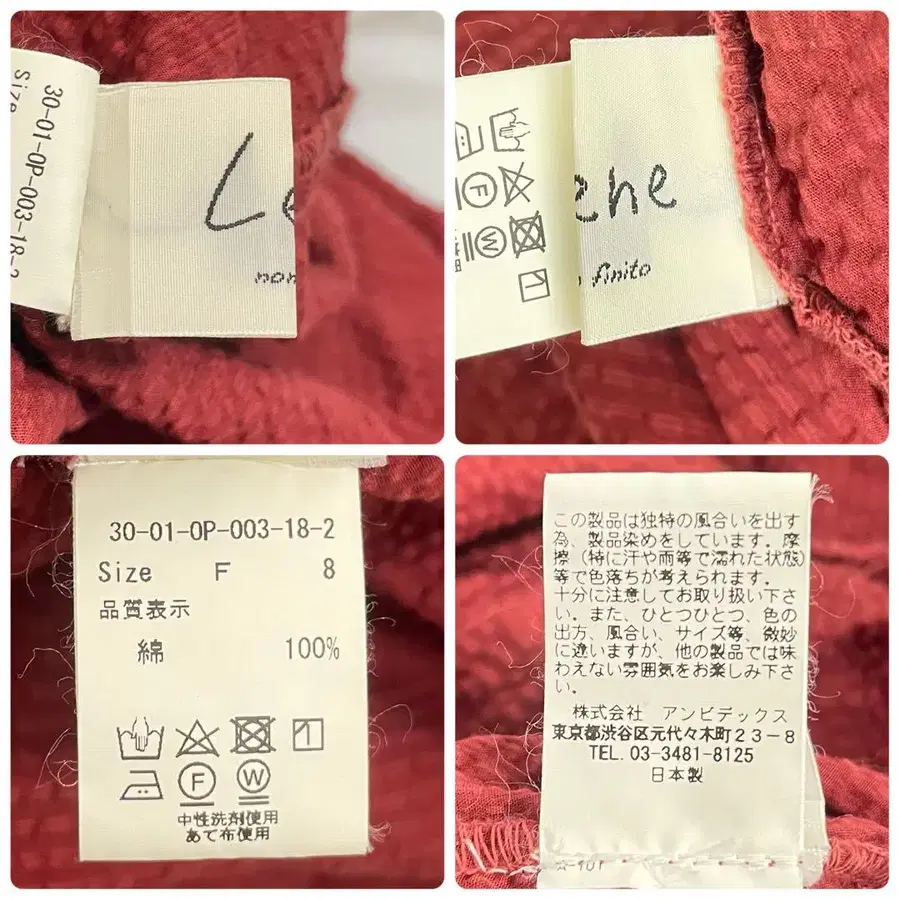 30-01-OP-003-18-2
Size
Le
non
ene
finito
F
W
30-01-OP-003-18-2
Size F 8
品質表示
綿 100%
F W
中性洗剤使用
あて布使用
この製品は独特の風合いを出す
為、製品染めをしています。摩
擦（特に汗や雨等で濡れた状態）
等で色落ちが考えられます。
十分に注意してお取り扱い下さ
い。また、ひとつひとつ、色の
出方、風合い、サイズ等、微妙
に違いますが、他の製品では味
わえない雰囲気をお楽しみ下さ
い。
株式会社 アンビデックス
東京都渋谷区元代々木町２３－８
TEL. 03-3481-8125
日本製